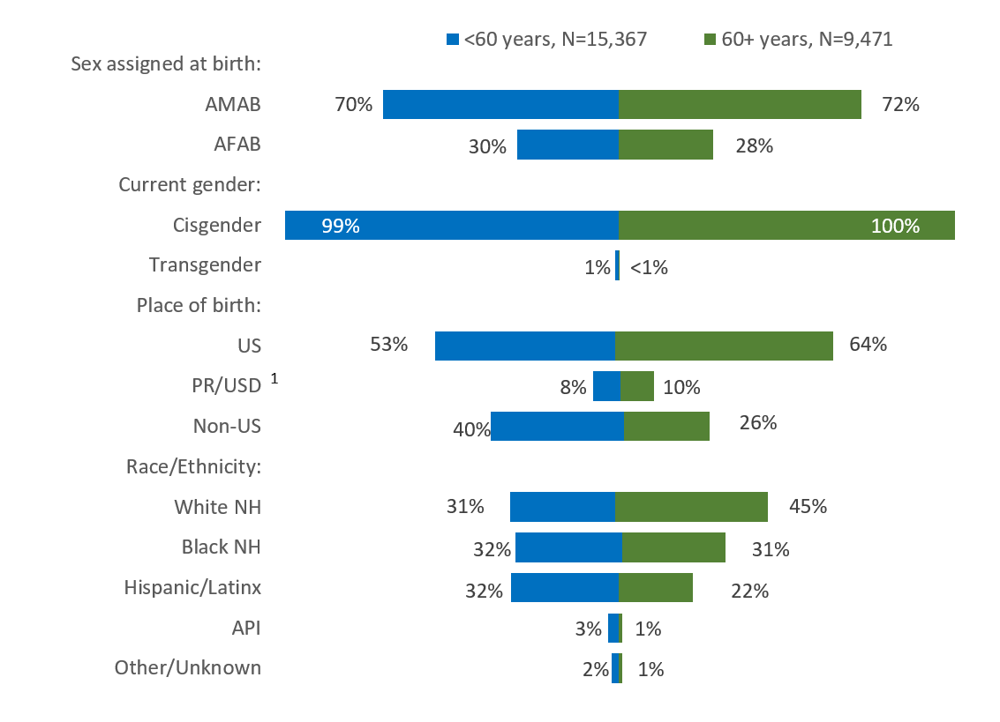 <60 years, N=15,367 60+ years, N=9,471
Sex assigned at birth:
AMAB 70% 72%
AFAB 30% 28%
Current gender:
Cisgender 99% 100%
Transgender 1% <1%
Place of birth:
US 53% 64%
PR/USD 1 8% 10%
Non-US 40% 26%
Race/Ethnicity:
White NH 31% 45%
Black NH 32% 31%
Hispanic/Latinx 32% 22%
API 3% 1%
Other/Unknown 2% 1%